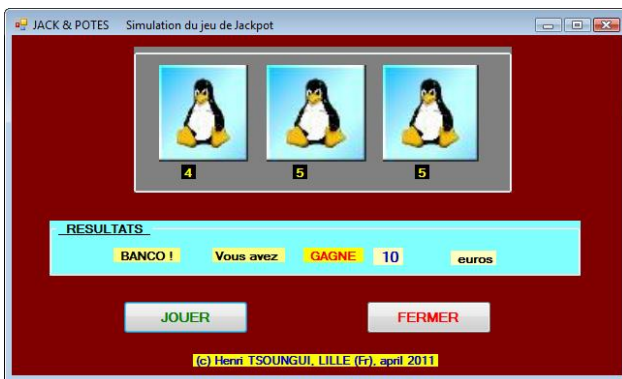 JACK & POTES Simulation du jeu de Jackpot
4 5 5
RESULTATS
BANCO ! Vous avez GAGNE 10 euros
JOUER FERMER
(c) Henri TSOUNGUI, LILLE (Fr), april 2011